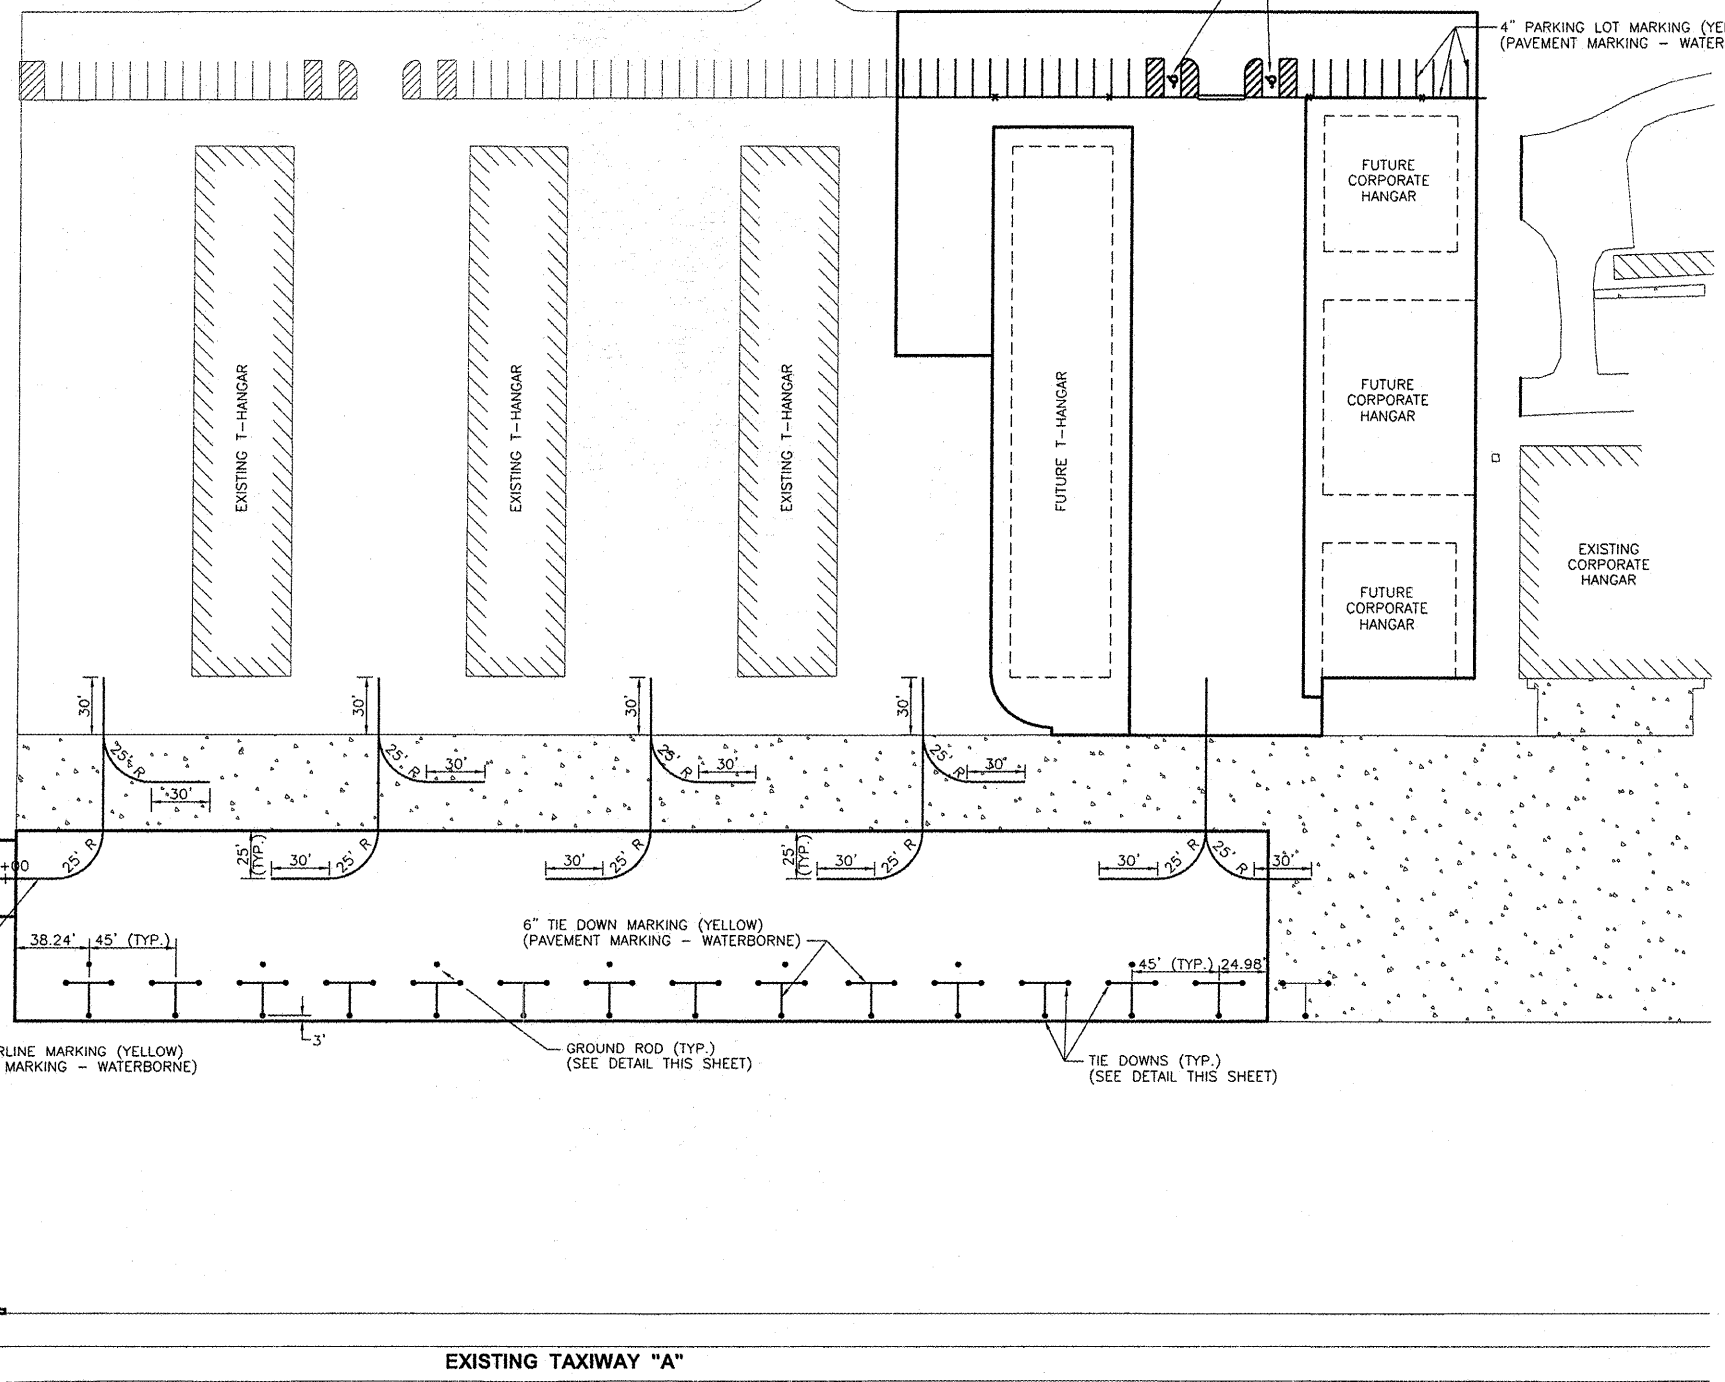 4" PARKING LOT MARKING
(PAVEMENT MARKING -
FUTURE
CORPORATE
HANGAR
EXISTING T-HANGAR
EXISTING T-HANGAR
EXISTING T-HANGAR
FUTURE T-HANGAR
FUTURE
CORPORATE
HANGAR
EXISTING
CORPORATE
HANGAR
FUTURE
CORPORATE
HANGAR
30'
30'
30'
30'
25' R
30'
25' R
30'
25' R
30'
25' R
30'
+00
25' R
25'
(TYP.)
30'
25' R
30'
25' R
25'
(TYP.)
30'
25' R
30'
25' R
25' R
30'
38.24'
45' (TYP.)
6" TIE DOWN MARKING (YELLOW)
(PAVEMENT MARKING - WATERBORNE)
45' (TYP.)
24.98'
3'
MARKING (YELLOW)
MARKING - WATERBORNE)
GROUND ROD (TYP.)
(SEE DETAIL THIS SHEET)
TIE DOWNS (TYP.)
(SEE DETAIL THIS SHEET)
EXISTING TAXIWAY "A"